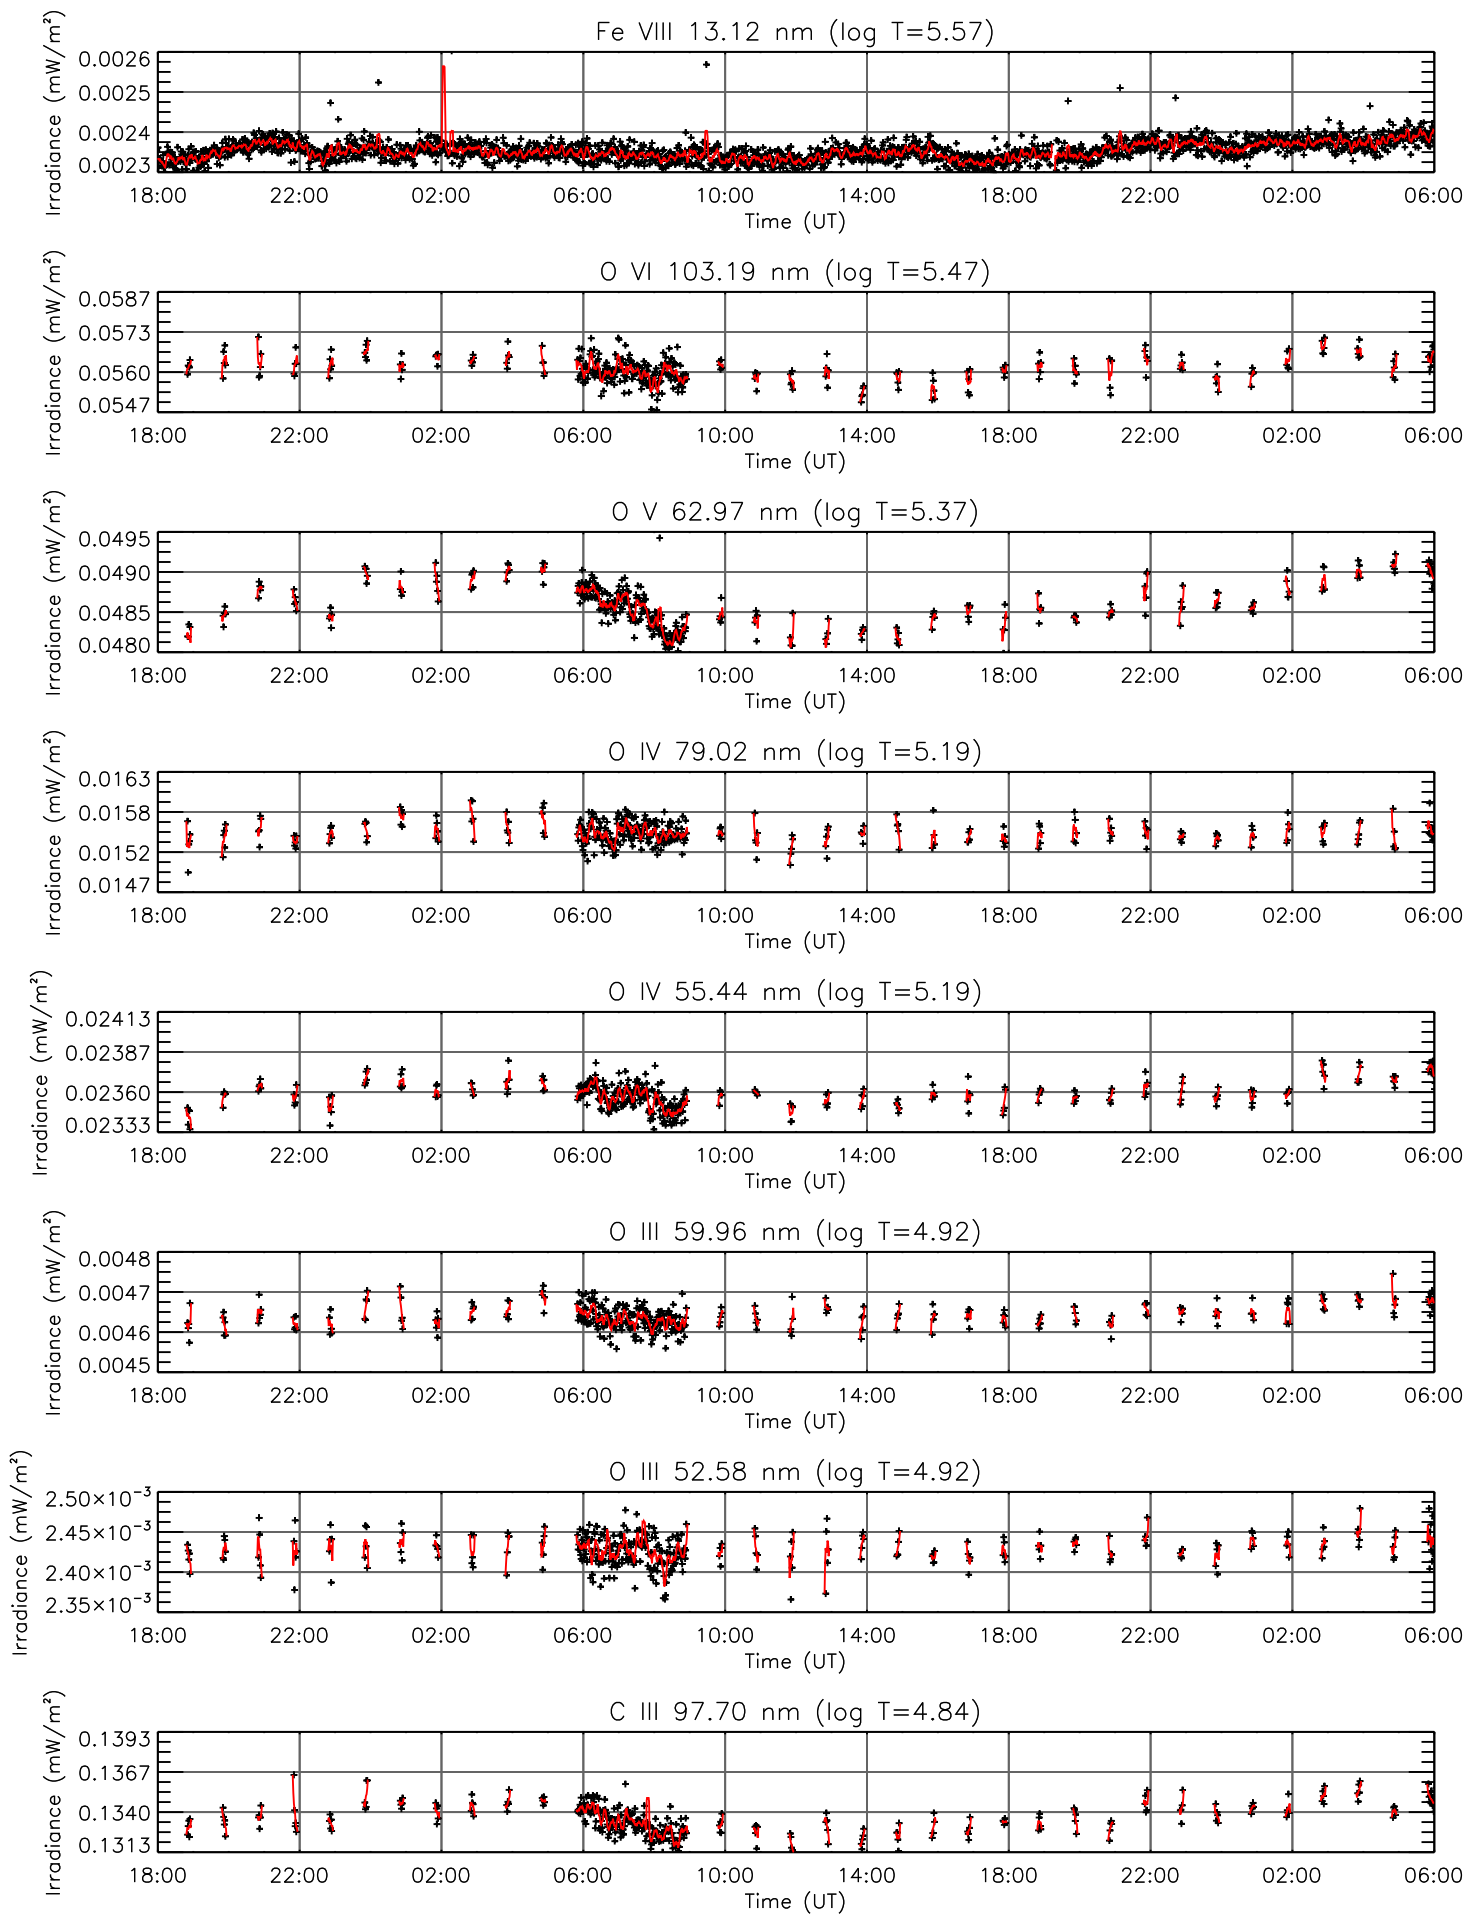 Fe VIII 13.12 nm (log T=5.57)
Irradiance (mW/m²)
0.0026
0.0025
0.0024
0.0023
18:00 22:00 02:00 06:00 10:00 14:00 18:00 22:00 02:00 06:00
Time (UT)
O VI 103.19 nm (log T=5.47)
Irradiance (mW/m²)
0.0587
0.0573
0.0560
0.0547
18:00 22:00 02:00 06:00 10:00 14:00 18:00 22:00 02:00 06:00
Time (UT)
O V 62.97 nm (log T=5.37)
Irradiance (mW/m²)
0.0495
0.0490
0.0485
0.0480
18:00 22:00 02:00 06:00 10:00 14:00 18:00 22:00 02:00 06:00
Time (UT)
O IV 79.02 nm (log T=5.19)
Irradiance (mW/m²)
0.0163
0.0158
0.0152
0.0147
18:00 22:00 02:00 06:00 10:00 14:00 18:00 22:00 02:00 06:00
Time (UT)
O IV 55.44 nm (log T=5.19)
Irradiance (mW/m²)
0.02413
0.02387
0.02360
0.02333
18:00 22:00 02:00 06:00 10:00 14:00 18:00 22:00 02:00 06:00
Time (UT)
O III 59.96 nm (log T=4.92)
Irradiance (mW/m²)
0.0048
0.0047
0.0046
0.0045
18:00 22:00 02:00 06:00 10:00 14:00 18:00 22:00 02:00 06:00
Time (UT)
O III 52.58 nm (log T=4.92)
Irradiance (mW/m²)
2.50×10⁻³
2.45×10⁻³
2.40×10⁻³
2.35×10⁻³
18:00 22:00 02:00 06:00 10:00 14:00 18:00 22:00 02:00 06:00
Time (UT)
C III 97.70 nm (log T=4.84)
Irradiance (mW/m²)
0.1393
0.1367
0.1340
0.1313
18:00 22:00 02:00 06:00 10:00 14:00 18:00 22:00 02:00 06:00
Time (UT)